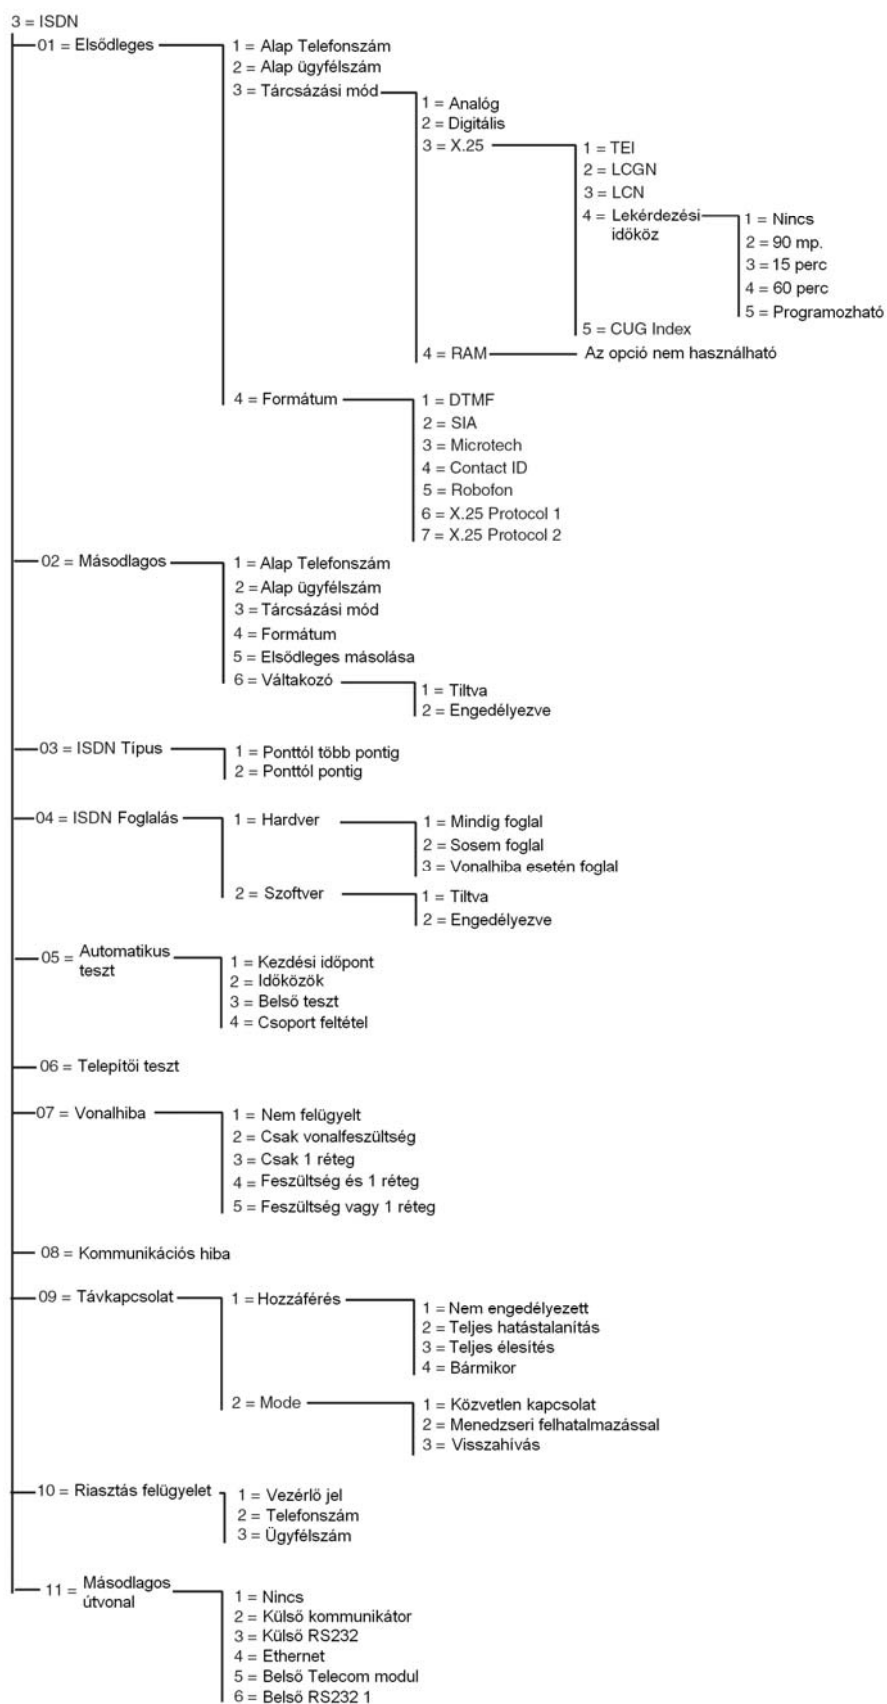 3 = ISDN
01 = Elsődleges
1 = Alap Telefonszám
2 = Alap ügyfélszám
3 = Tárcsázási mód
1 = Analóg
2 = Digitális
3 = X.25
1 = TEI
2 = LCGN
3 = LCN
4 = Lekérdezési
időköz
1 = Nincs
2 = 90 mp.
3 = 15 perc
4 = 60 perc
5 = Programozható
5 = CUG Index
4 = RAM
Az opció nem használható
4 = Formátum
1 = DTMF
2 = SIA
3 = Microtech
4 = Contact ID
5 = Robofon
6 = X.25 Protocol 1
7 = X.25 Protocol 2
02 = Másodlagos
1 = Alap Telefonszám
2 = Alap ügyfélszám
3 = Tárcsázási mód
4 = Formátum
5 = Elsődleges másolása
6 = Váltakozó
1 = Tiltva
2 = Engedélyezve
03 = ISDN Típus
1 = Ponttól több pontig
2 = Ponttól pontig
04 = ISDN Foglalás
1 = Hardver
1 = Mindig foglal
2 = Sosem foglal
3 = Vonalhiba esetén foglal
2 = Szoftver
1 = Tiltva
2 = Engedélyezve
05 = Automatikus
teszt
1 = Kezdési időpont
2 = Időközök
3 = Belső teszt
4 = Csoport feltétel
06 = Telepítői teszt
07 = Vonalhiba
1 = Nem felügyelt
2 = Csak vonalfeszültség
3 = Csak 1 réteg
4 = Feszültség és 1 réteg
5 = Feszültség vagy 1 réteg
08 = Kommunikációs hiba
09 = Távkapcsolat
1 = Hozzáférés
1 = Nem engedélyezett
2 = Teljes hatástalanítás
3 = Teljes élesítés
4 = Bármikor
2 = Mode
1 = Közvetlen kapcsolat
2 = Menedzseri felhatalmazással
3 = Visszahívás
10 = Riasztás felügyelet
1 = Vezérlő jel
2 = Telefonszám
3 = Ügyfélszám
11 = Másodlagos
útvonal
1 = Nincs
2 = Külső kommunikátor
3 = Külső RS232
4 = Ethernet
5 = Belső Telecom modul
6 = Belső RS232 1